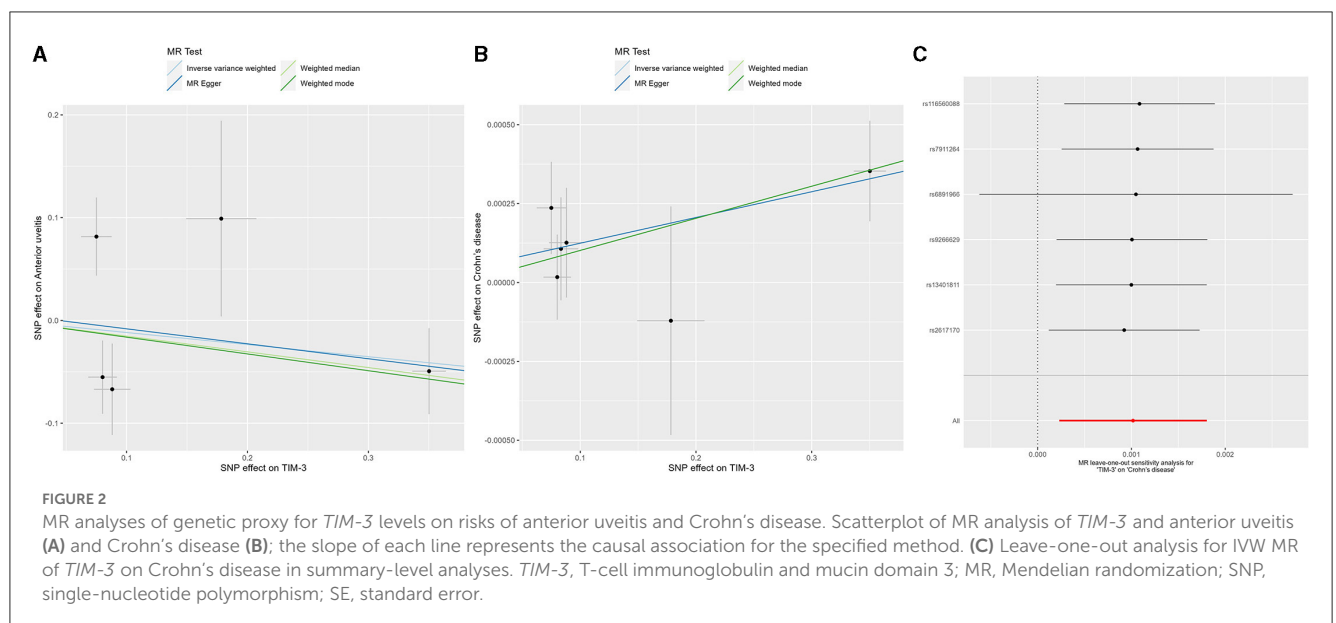 A
MR Test
Inverse variance weighted
Weighted median
MR Egger
Weighted mode
0.2
0.1
0.0
-0.1
SNP effect on Anterior uveitis
0.1
0.2
0.3
SNP effect on TIM-3
B
MR Test
Inverse variance weighted
Weighted median
MR Egger
Weighted mode
0.00050
0.00025
0.00000
-0.00025
-0.00050
SNP effect on Crohn's disease
0.1
0.2
0.3
SNP effect on TIM-3
C
rs116560088
rs7911264
rs6891966
rs9266629
rs13401811
rs2617170
All
0.000
0.001
0.002
MR leave-one-out sensitivity analysis for
'TIM-3' on 'Crohn's disease'
FIGURE 2
MR analyses of genetic proxy for TIM-3 levels on risks of anterior uveitis and Crohn's disease. Scatterplot of MR analysis of TIM-3 and anterior uveitis
(A) and Crohn's disease (B); the slope of each line represents the causal association for the specified method. (C) Leave-one-out analysis for IVW MR
of TIM-3 on Crohn's disease in summary-level analyses. TIM-3, T-cell immunoglobulin and mucin domain 3; MR, Mendelian randomization; SNP,
single-nucleotide polymorphism; SE, standard error.